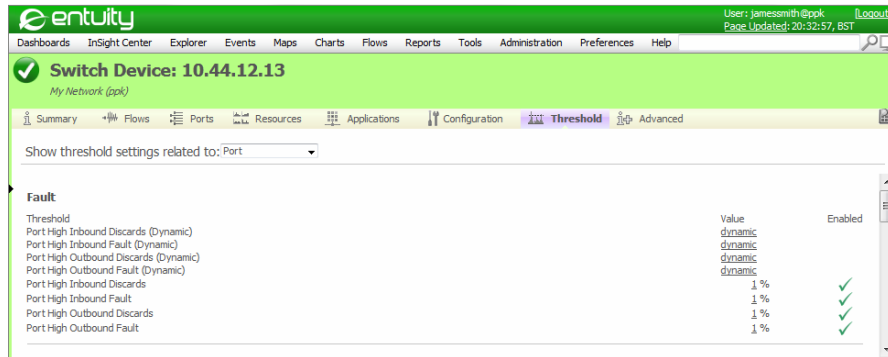 entuity
User: jamessmith@ppk [Logout
Page Updated: 20:32:57, BST
Dashboards InSight Center Explorer Events Maps Charts Flows Reports Tools Administration Preferences Help
Switch Device: 10.44.12.13
My Network (ppk)
Summary Flows Ports Resources Applications Configuration Threshold Advanced
Show threshold settings related to: Port
Fault
Threshold Value Enabled
Port High Inbound Discards (Dynamic) dynamic
Port High Inbound Fault (Dynamic) dynamic
Port High Outbound Discards (Dynamic) dynamic
Port High Outbound Fault (Dynamic) dynamic
Port High Inbound Discards 1 %
Port High Inbound Fault 1 %
Port High Outbound Discards 1 %
Port High Outbound Fault 1 %